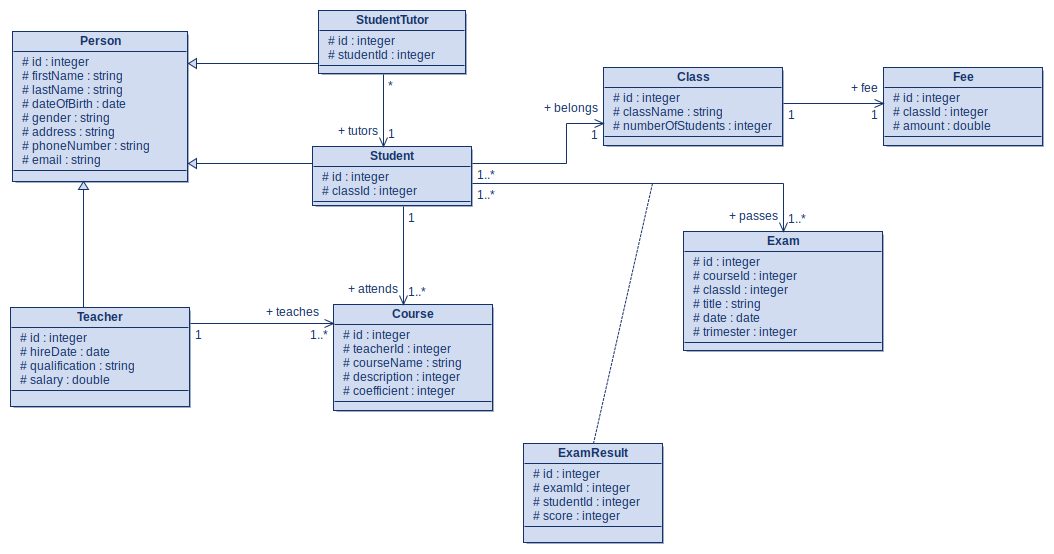 Person
# id : integer
# firstName : string
# lastName : string
# dateOfBirth : date
# gender : string
# address : string
# phoneNumber : string
# email : string
StudentTutor
# id : integer
# studentId : integer
*
+ tutors
1
Student
# id : integer
# classId : integer
+ belongs
1
1..*
1..*
Class
# id : integer
# className : string
# numberOfStudents : integer
1
+ fee
1
Fee
# id : integer
# classId : integer
# amount : double
+ passes
1..*
Exam
# id : integer
# courseId : integer
# classId : integer
# title : string
# date : date
# trimester : integer
1
+ attends
1..*
Teacher
# id : integer
# hireDate : date
# qualification : string
# salary : double
1
+ teaches
1..*
Course
# id : integer
# teacherId : integer
# courseName : string
# description : integer
# coefficient : integer
ExamResult
# id : integer
# examId : integer
# studentId : integer
# score : integer